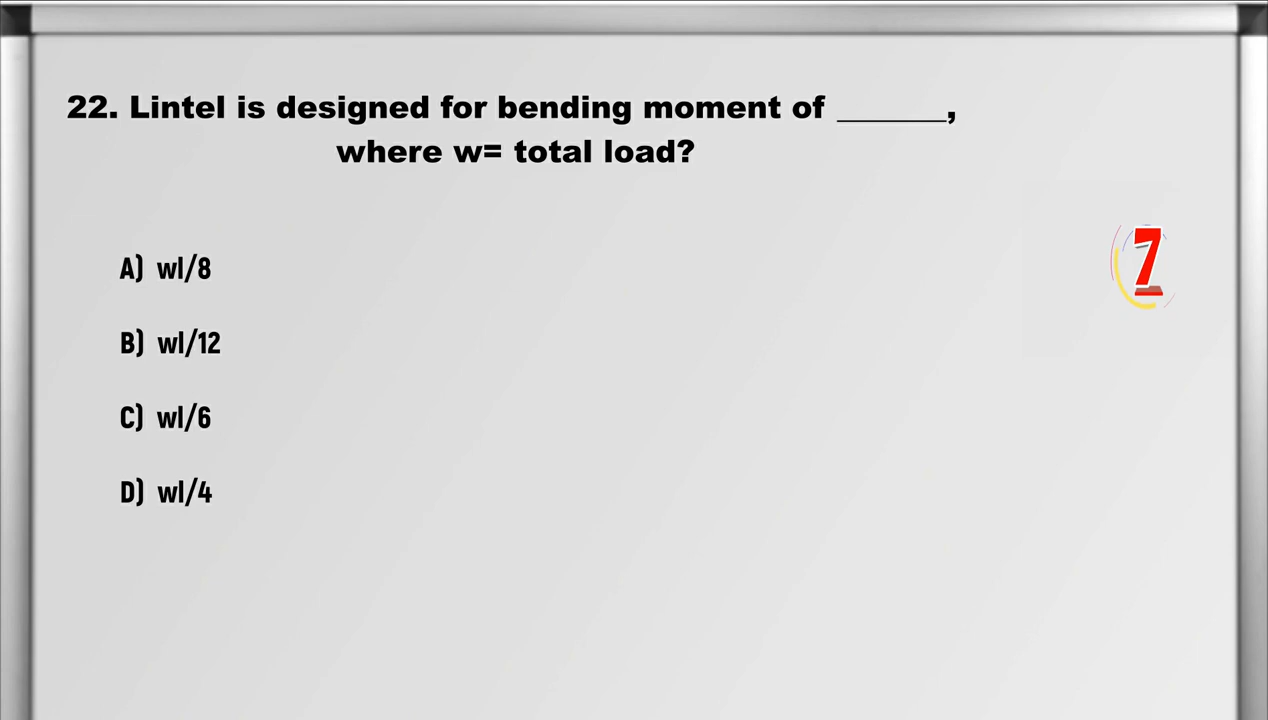 22. Lintel is designed for bending moment of _______,
where w= total load?
7
A) wl/8
B) wl/12
C) wl/6
D) wl/4